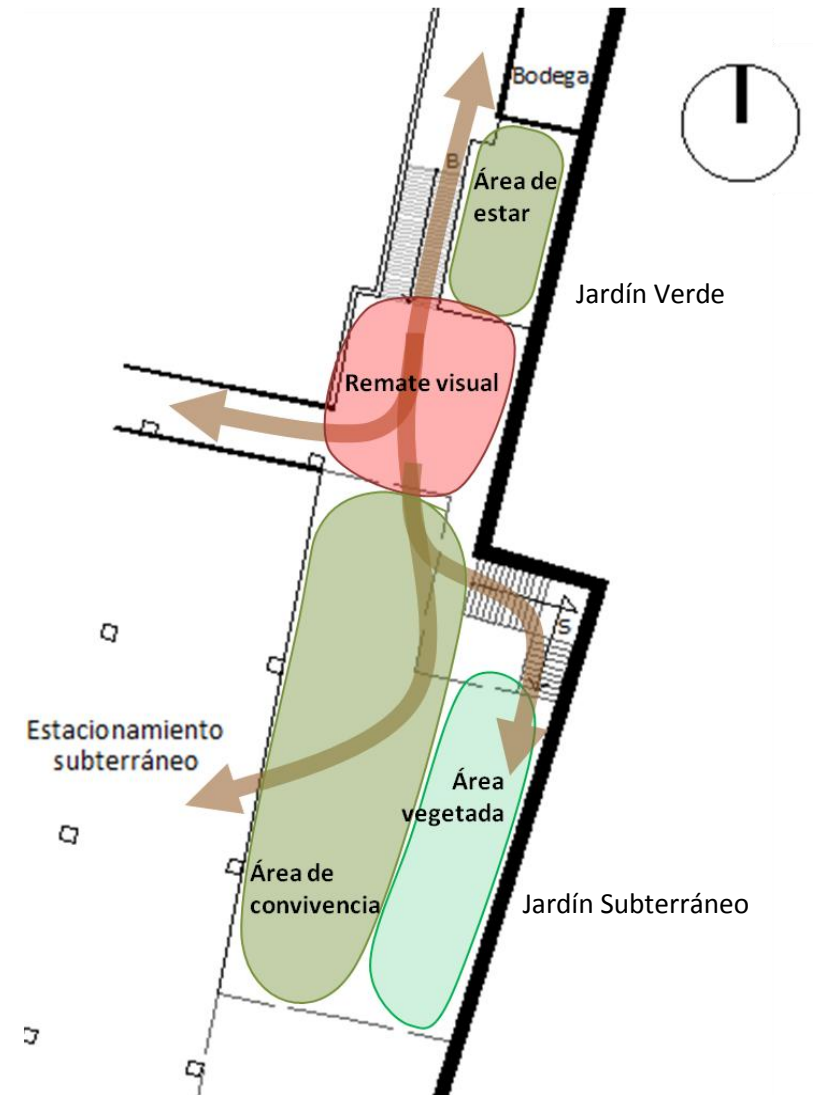 Bodega
B
Área de
estar
Jardín Verde
Remate visual
S
Estacionamiento
subterráneo
Área
vegetada
Área de
convivencia
Jardín Subterráneo